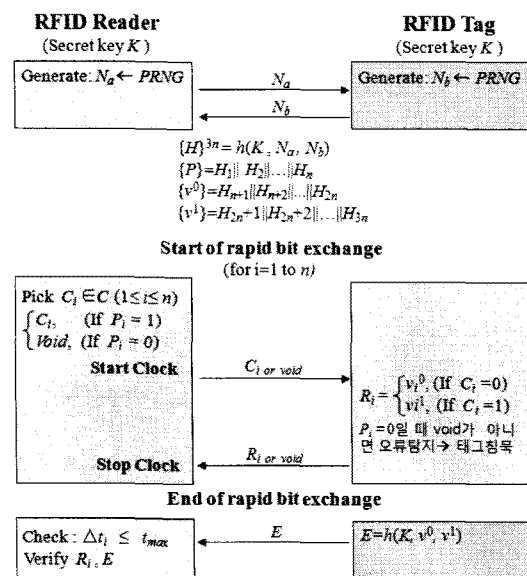 RFID Reader
(Secret key K)
RFID Tag
(Secret key K)
Generate: Nₐ ← PRNG
Nₐ
N_b
Generate: N_b ← PRNG
{H}³ⁿ = h(K, Nₐ, N_b)
{P}=H₁|| H₂||...||Hₙ
{v⁰}=Hₙ₊₁||Hₙ₊₂||...||H₂ₙ
{v¹}=H₂ₙ+1||H₂ₙ+2||...||H₃ₙ
Start of rapid bit exchange
(for i=1 to n)
Pick Cᵢ ∈ C (1≤i≤n)
{ Cᵢ, (If Pᵢ = 1)
Void, (If Pᵢ = 0)
Start Clock
Cᵢ or void
Rᵢ = { vᵢ⁰, (If Cᵢ =0)
vi¹, (If Cᵢ =1)
Pᵢ =0일 때 void가 아니
면 오류탐지→ 태그침묵
Stop Clock
Rᵢ or void
End of rapid bit exchange
Check : △tᵢ ≤ t_max
Verify Rᵢ , E
E
E=h(K, v⁰, v¹)